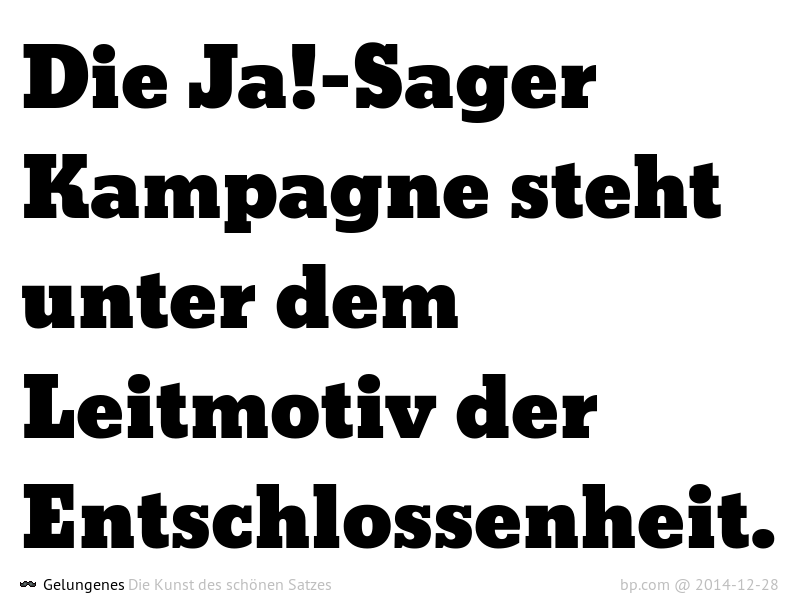 Die Ja!-Sager
Kampagne steht
unter dem
Leitmotiv der
Entschlossenheit.
Gelungenes Die Kunst des schönen Satzes
bp.com @ 2014-12-28